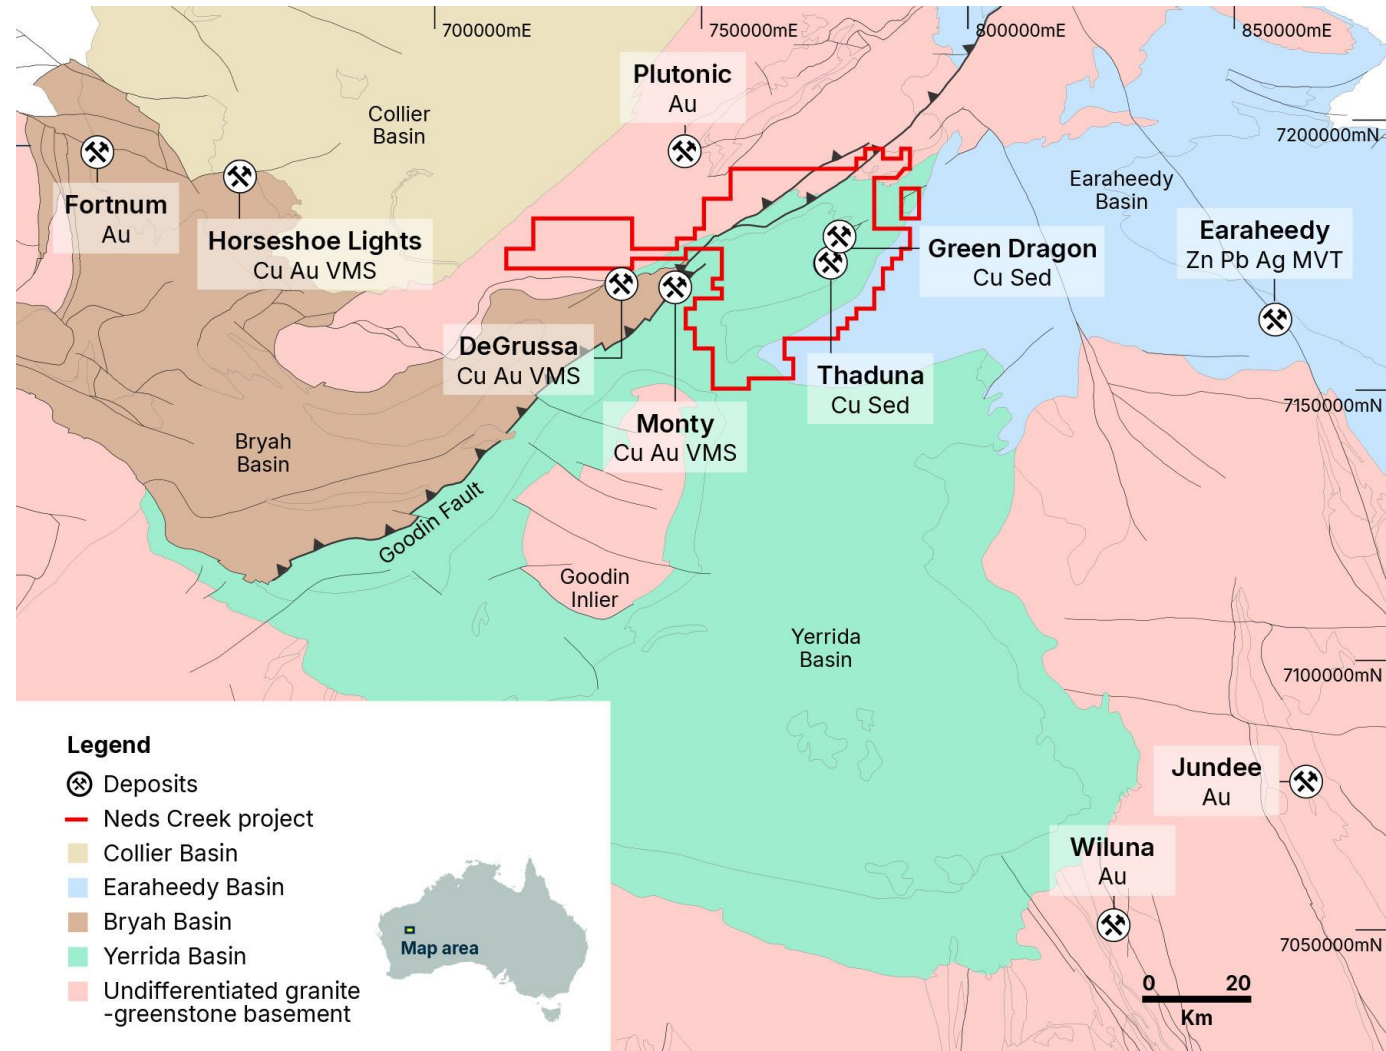 700000mE
750000mE
800000mE
850000mE
Plutonic
Au
Collier
Basin
7200000mN
Earaheedy
Basin
Fortnum
Au
Horseshoe Lights
Cu Au VMS
Green Dragon
Cu Sed
Earaheedy
Zn Pb Ag MVT
DeGrussa
Cu Au VMS
Thaduna
Cu Sed
7150000mN
Monty
Cu Au VMS
Bryah
Basin
Goodin Fault
Goodin
Inlier
Yerrida
Basin
7100000mN
Jundee
Au
Wiluna
Au
7050000mN
0 20
Km
Legend
Deposits
Neds Creek project
Collier Basin
Earaheedy Basin
Bryah Basin
Yerrida Basin
Undifferentiated granite
-greenstone basement
Map area